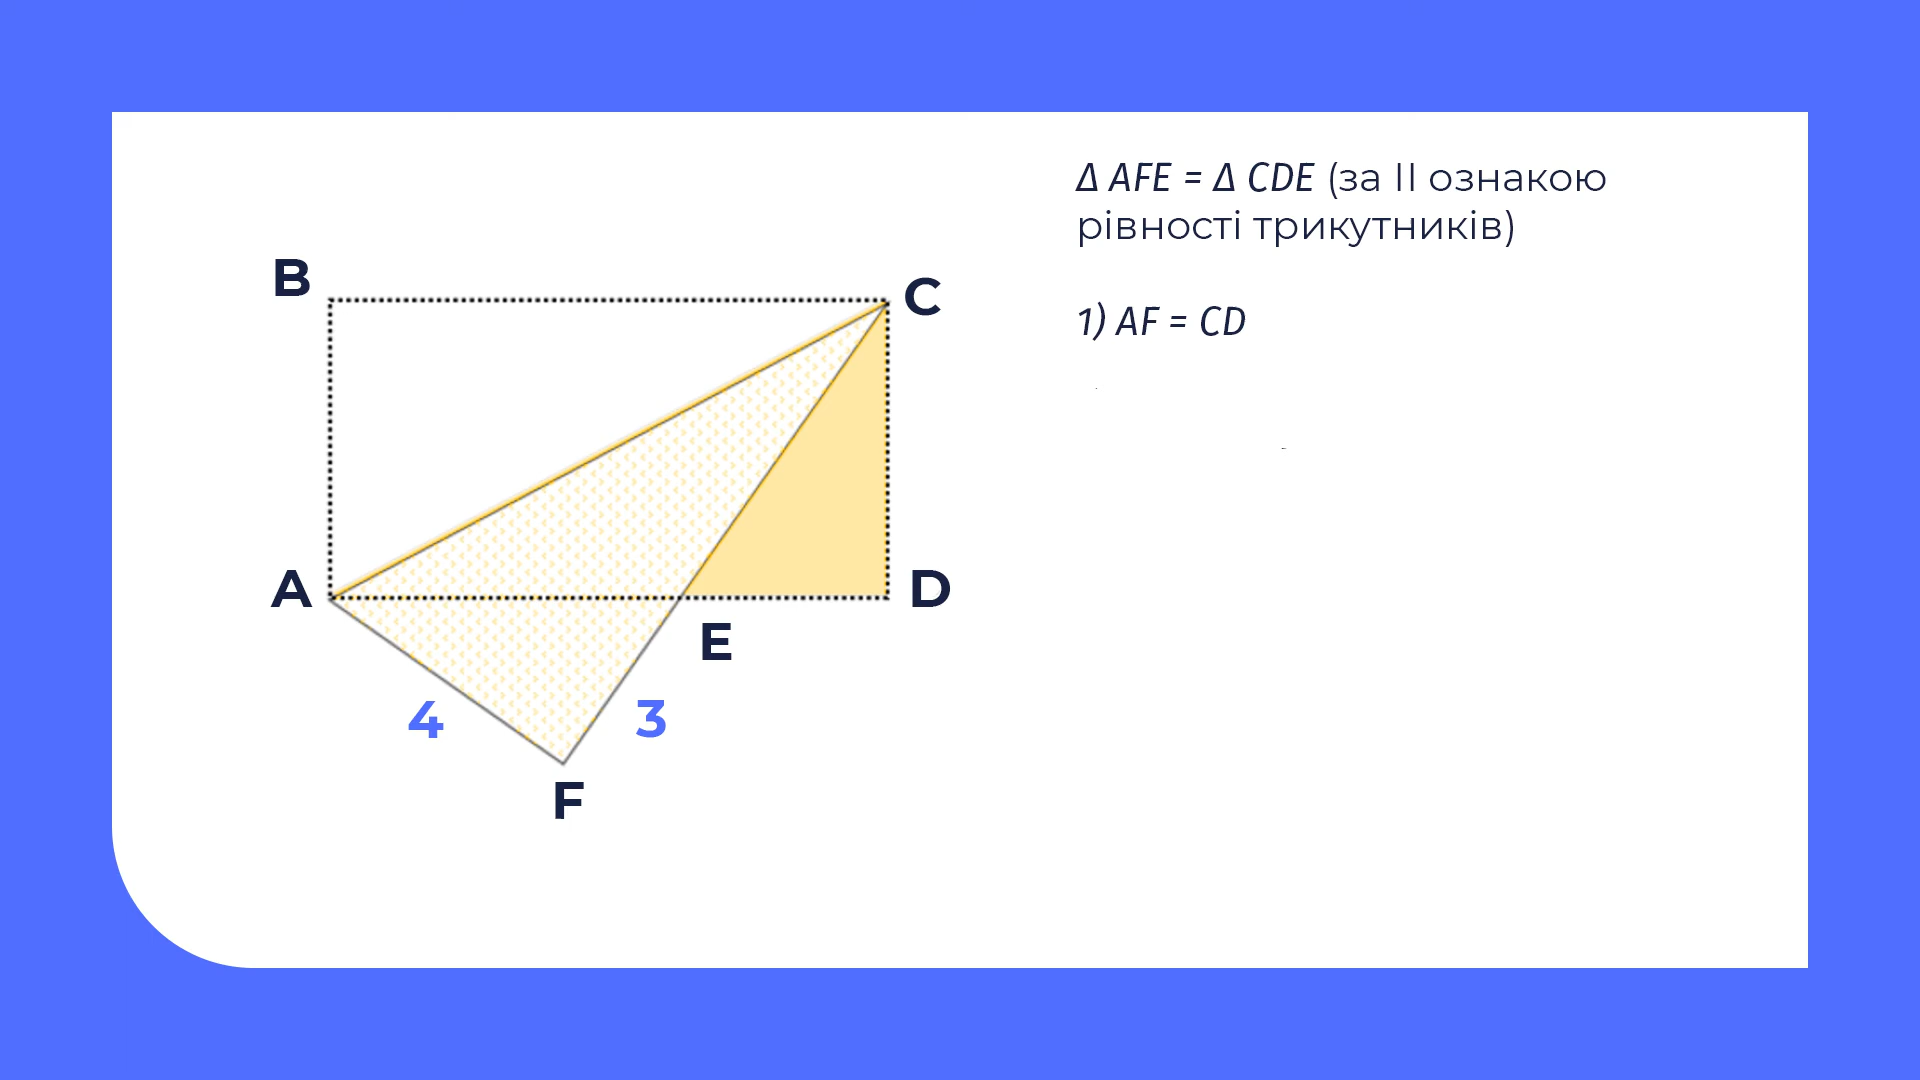 Δ AFE = Δ CDE (за II ознакою
рівності трикутників)
1) AF = CD
B
C
A
D
E
4
3
F